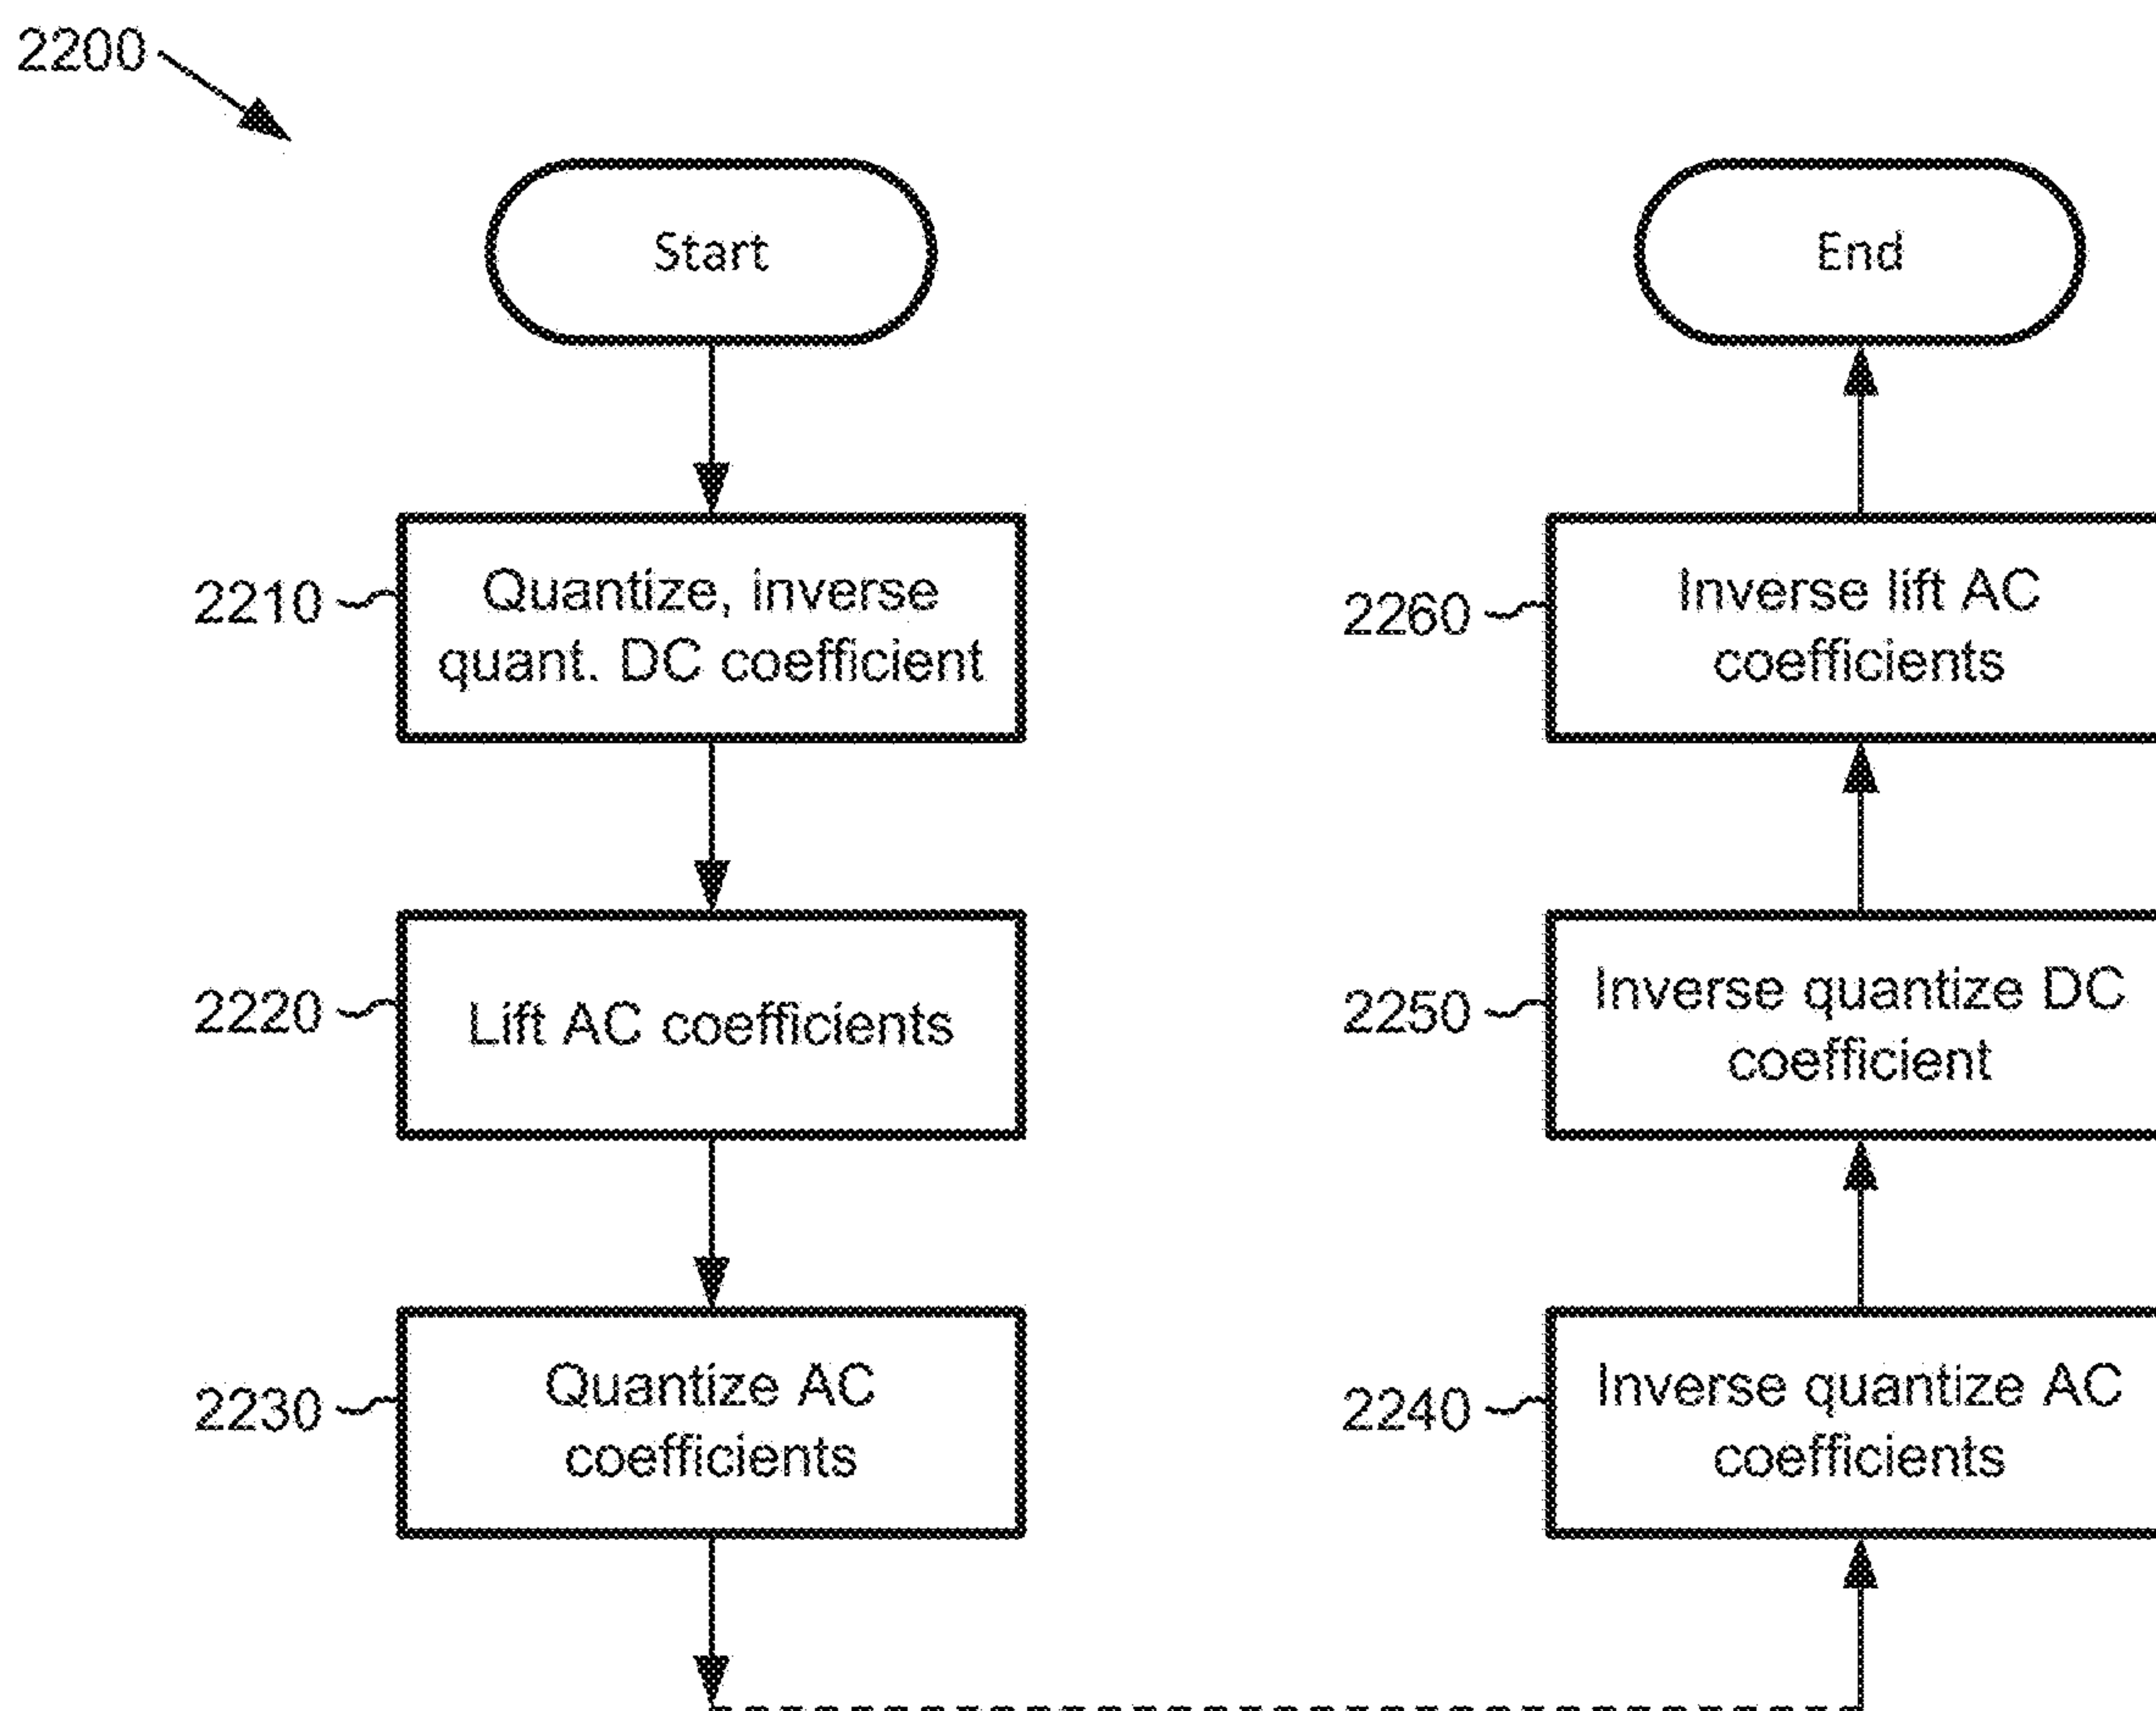 2200
Start
2210
Quantize, inverse
quant. DC coefficient
2220
Lift AC coefficients
2230
Quantize AC
coefficients
End
2260
Inverse lift AC
coefficients
2250
Inverse quantize DC
coefficient
2240
Inverse quantize AC
coefficients